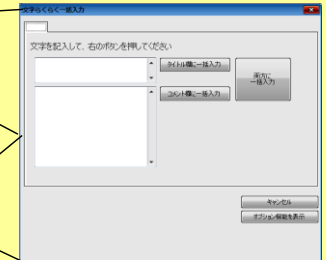 文字らくらく一括入力
文字を記入して、右のボタンを押してください
タイトル欄に一括入力
両方に
一括入力
コメント欄に一括入力
キャンセル
オプション機能を表示